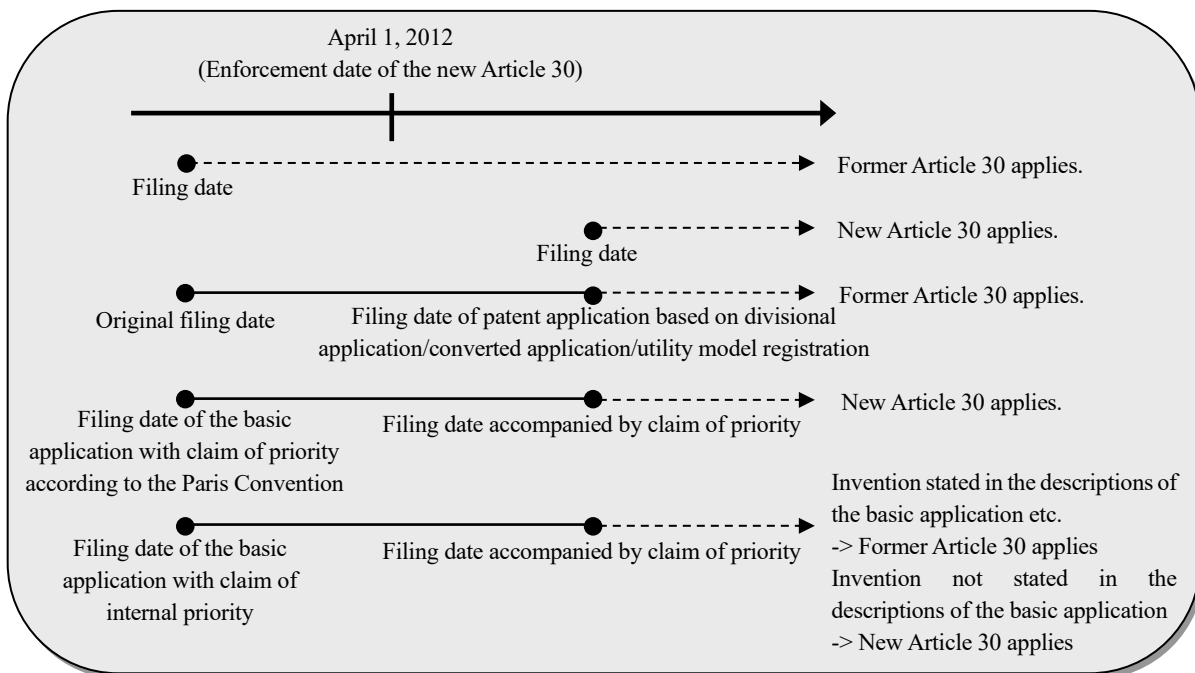 April 1, 2012
(Enforcement date of the new Article 30)
Former Article 30 applies.
Filing date
New Article 30 applies.
Filing date
Former Article 30 applies.
Original filing date
Filing date of patent application based on divisional
application/converted application/utility model registration
New Article 30 applies.
Filing date of the basic
application with claim of priority
according to the Paris Convention
Filing date accompanied by claim of priority
Invention stated in the descriptions of
the basic application etc.
-> Former Article 30 applies
Invention not stated in the
descriptions of the basic application
-> New Article 30 applies
Filing date of the basic
application with claim of
internal priority
Filing date accompanied by claim of priority